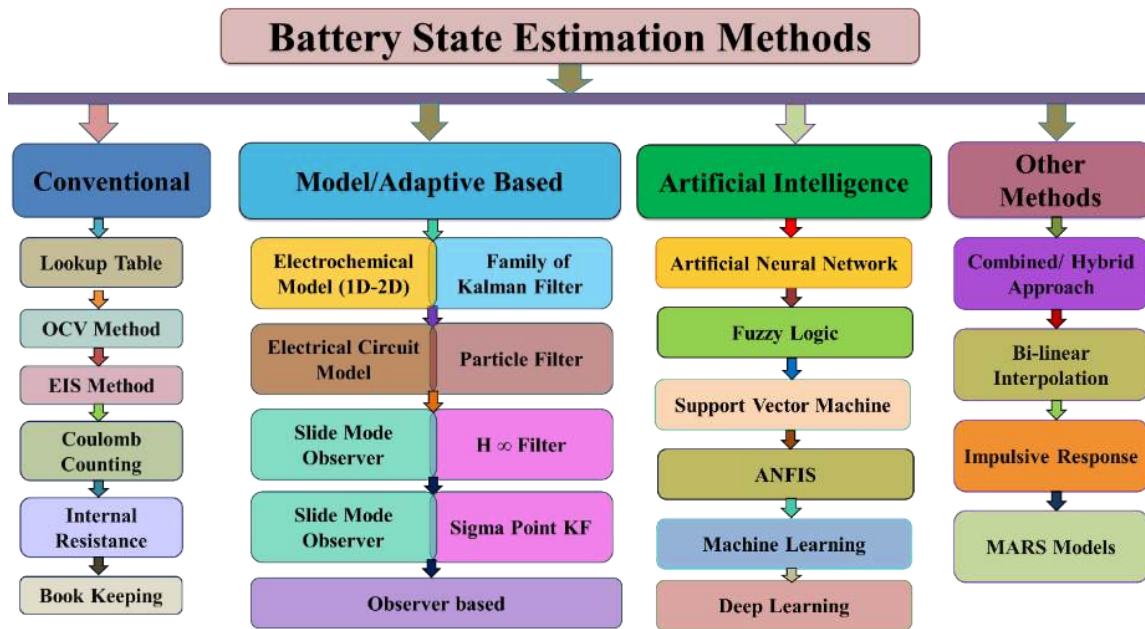 Battery State Estimation Methods
Conventional
Lookup Table
OCV Method
EIS Method
Coulomb
Counting
Internal
Resistance
Book Keeping
Model/Adaptive Based
Electrochemical
Model (1D-2D)
Family of
Kalman Filter
Electrical Circuit
Model
Particle Filter
Slide Mode
Observer
H ∞ Filter
Slide Mode
Observer
Sigma Point KF
Observer based
Artificial Intelligence
Artificial Neural Network
Fuzzy Logic
Support Vector Machine
ANFIS
Machine Learning
Deep Learning
Other
Methods
Combined/ Hybrid
Approach
Bi-linear
Interpolation
Impulsive Response
MARS Models